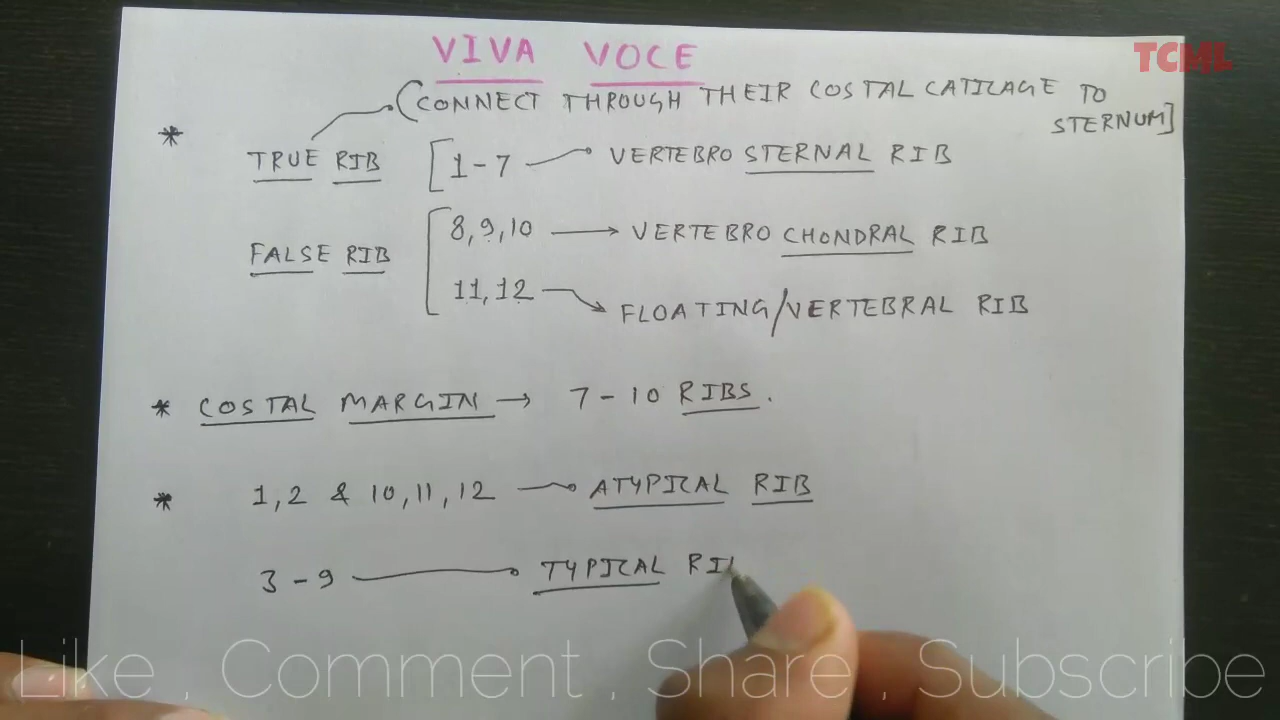 VIVA VOCE
TCML
(CONNECT THROUGH THEIR COSTAL CATILAGE TO
STERNUM]
*
TRUE RIB [1-7 VERTEBRO STERNAL RIB
8,9,10 → VERTEBRO CHONDRAL RIB
FALSE RIB [
11,12 → FLOATING/VERTEBRAL RIB
* COSTAL MARGIN → 7-10 RIBS.
* 1,2 & 10,11,12 ATYPICAL RIB
3-9 TYPICAL RI
Like , Comment , Share , Subscribe